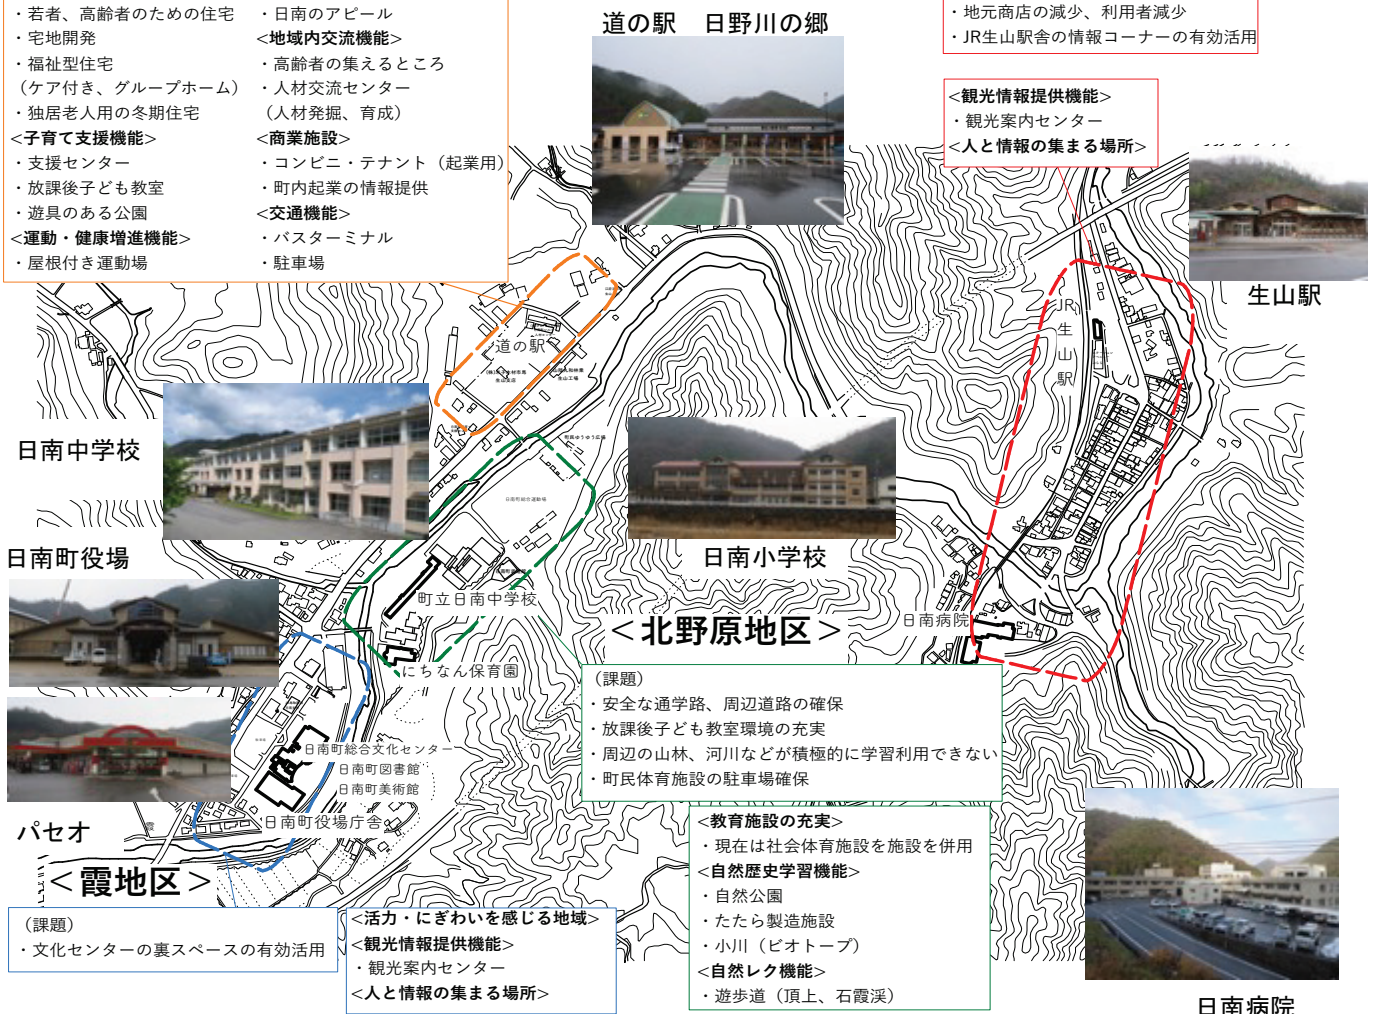 ・若者、高齢者のための住宅
・宅地開発
・福祉型住宅
（ケア付き、グループホーム）
・独居老人用の冬期住宅
<子育て支援機能>
・支援センター
・放課後子ども教室
・遊具のある公園
<運動・健康増進機能>
・屋根付き運動場
・日南のアピール
<地域内交流機能>
・高齢者の集えるところ
・人材交流センター
（人材発掘、育成）
<商業施設>
・コンビニ・テナント（起業用）
・町内起業の情報提供
<交通機能>
・バスターミナル
・駐車場
道の駅　日野川の郷
・地元商店の減少、利用者減少
・JR生山駅舎の情報コーナーの有効活用
<観光情報提供機能>
・観光案内センター
<人と情報の集まる場所>
生山駅
JR生山駅
道の駅
日南中学校
町民ゆうゆう広場
日南町総合運動場
日南小学校
日南町役場
町立日南中学校
にちなん保育園
＜北野原地区＞
日南病院
（課題）
・安全な通学路、周辺道路の確保
・放課後子ども教室環境の充実
・周辺の山林、河川などが積極的に学習利用できない
・町民体育施設の駐車場確保
日南町総合文化センター
日南町図書館
日南町美術館
日南町役場庁舎
パセオ
霞
＜霞地区＞
（課題）
・文化センターの裏スペースの有効活用
<活力・にぎわいを感じる地域>
<観光情報提供機能>
・観光案内センター
<人と情報の集まる場所>
<教育施設の充実>
・現在は社会体育施設を施設を併用
<自然歴史学習機能>
・自然公園
・たたら製造施設
・小川（ビオトープ）
<自然レク機能>
・遊歩道（頂上、石霞渓）
日南病院